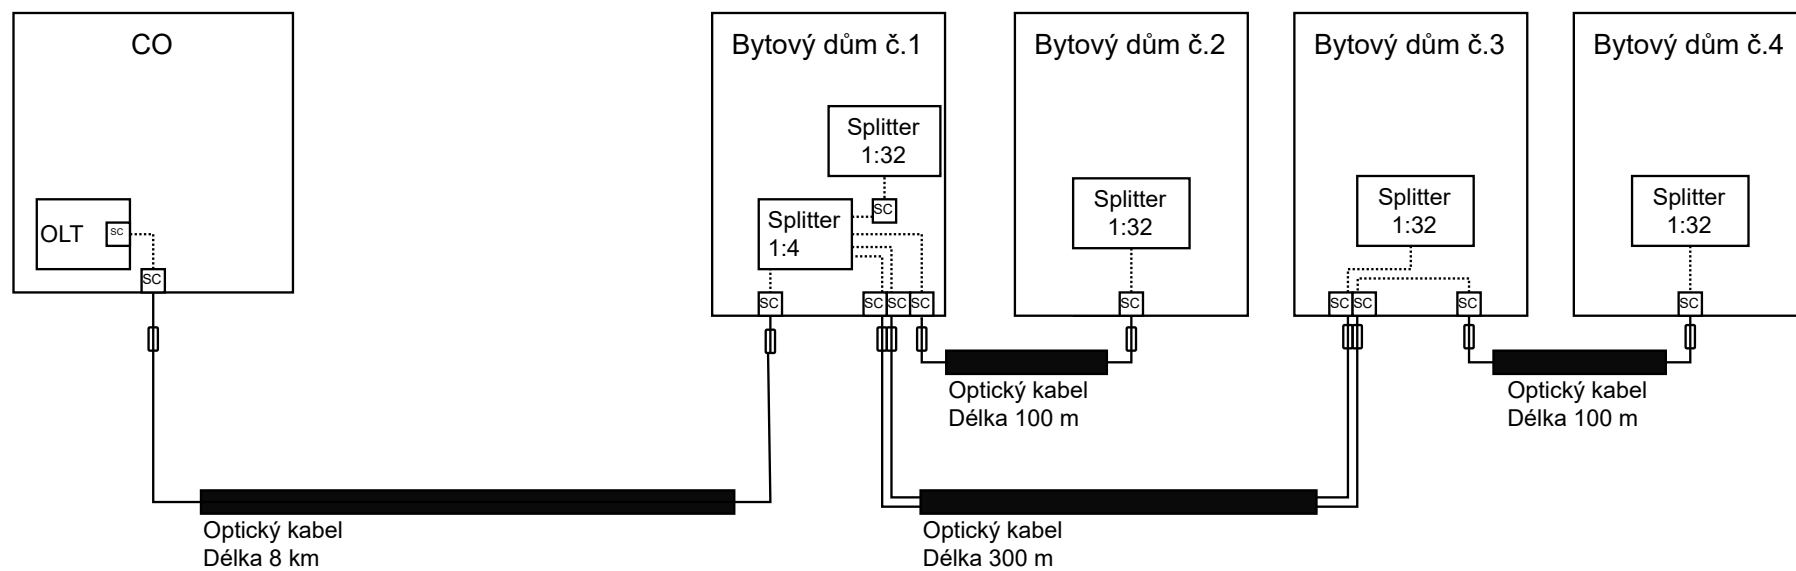 CO
OLT
SC
SC
Optický kabel
Délka 8 km
Bytový dům č.1
Splitter
1:32
SC
Splitter
1:4
SC
SC
SC
SC
Optický kabel
Délka 100 m
Optický kabel
Délka 300 m
Bytový dům č.2
Splitter
1:32
SC
Bytový dům č.3
Splitter
1:32
SC
SC
SC
Optický kabel
Délka 100 m
Bytový dům č.4
Splitter
1:32
SC